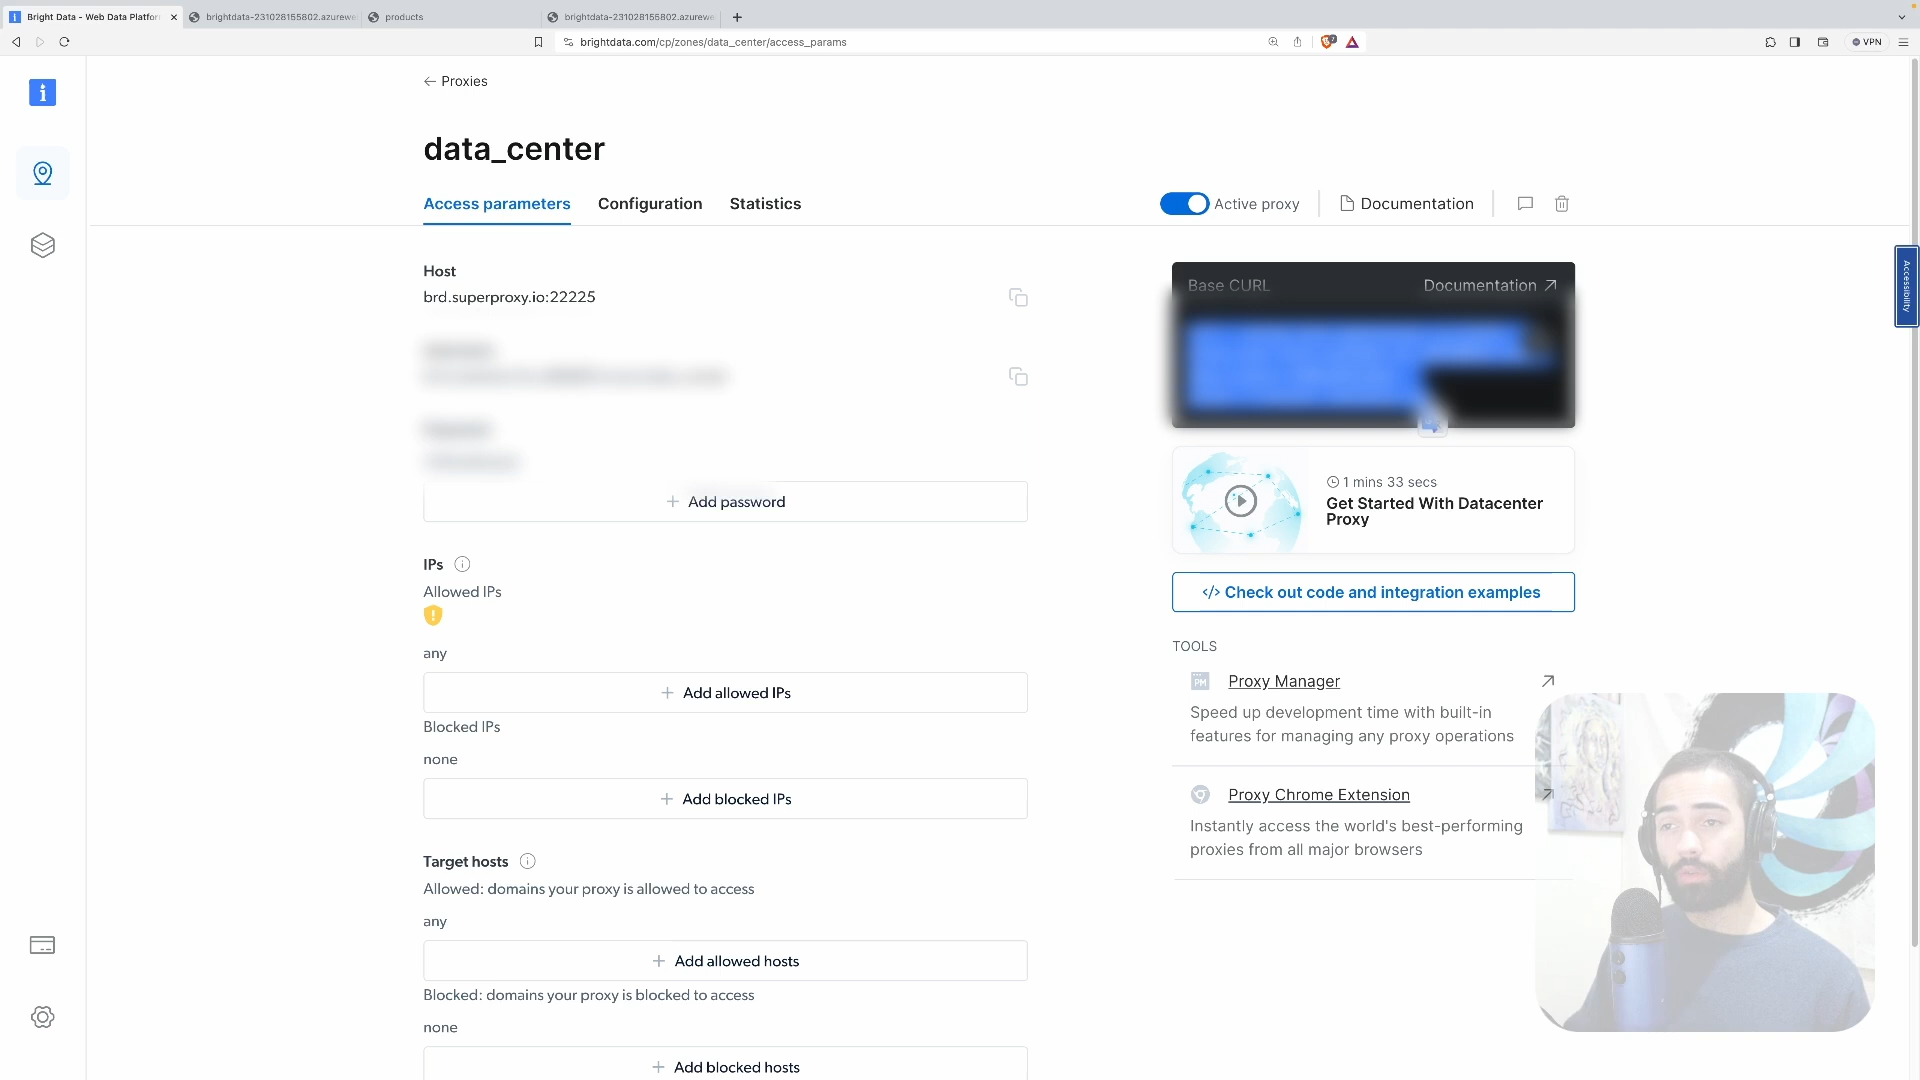 Bright Data - Web Data Platfor
brightdata-231028155802.azurewe
products
brightdata-231028155802.azurewe
brightdata.com/cp/zones/data_center/access_params
VPN
← Proxies
data_center
Access parameters
Configuration
Statistics
Active proxy
Documentation
Host
brd.superproxy.io:22225
+ Add password
IPs
Allowed IPs
any
+ Add allowed IPs
Blocked IPs
none
+ Add blocked IPs
Target hosts
Allowed: domains your proxy is allowed to access
any
+ Add allowed hosts
Blocked: domains your proxy is blocked to access
none
+ Add blocked hosts
Base CURL
Documentation
1 mins 33 secs
Get Started With Datacenter
Proxy
</> Check out code and integration examples
TOOLS
PM
Proxy Manager
Speed up development time with built-in
features for managing any proxy operations
Proxy Chrome Extension
Instantly access the world's best-performing
proxies from all major browsers
Accessibility